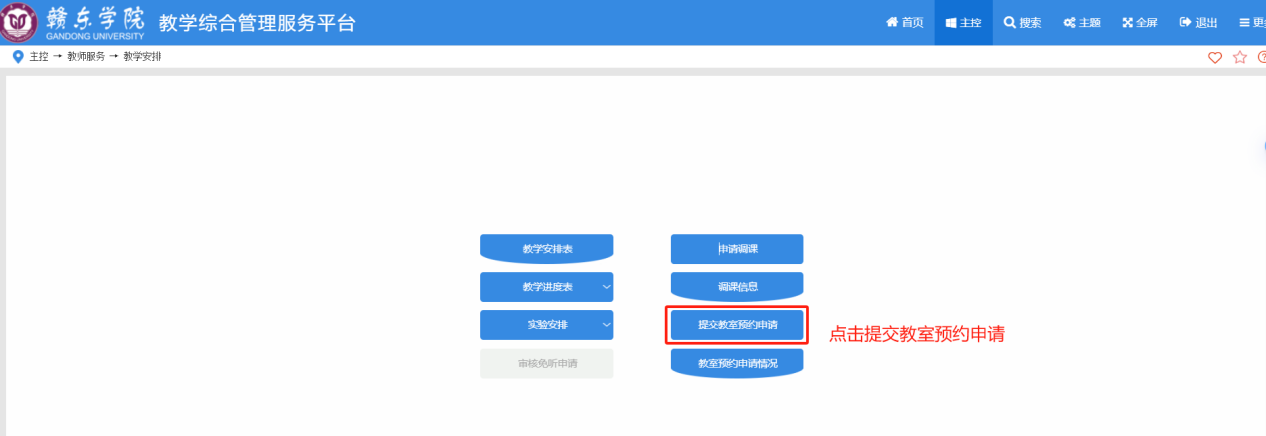 赣东学院
GANDONG UNIVERSITY
教学综合管理服务平台
首页 主控 搜索 主题 全屏 退出
主控 → 教师服务 → 教学安排
教学安排表 申请调课
教学进度表 调课信息
实验安排 提交教室预约申请 点击提交教室预约申请
审核免听申请 教室预约申请情况